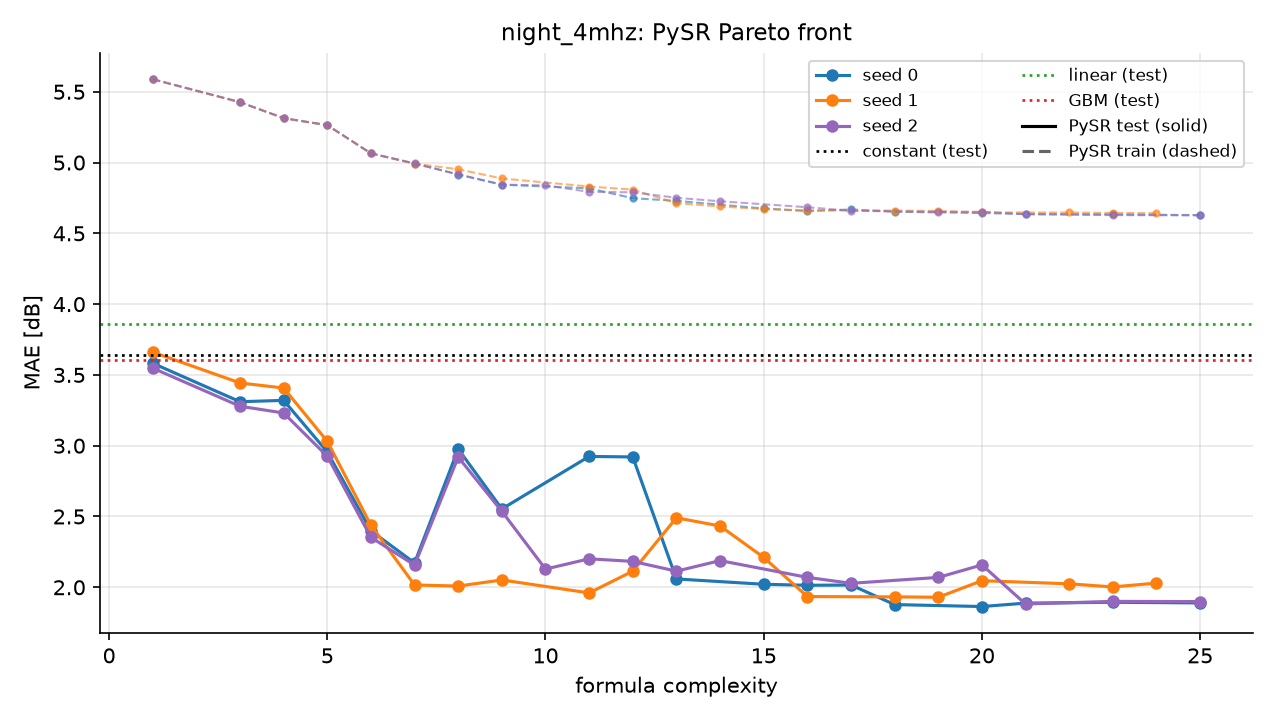 night_4mhz: PySR Pareto front
seed 0
seed 1
seed 2
constant (test)
linear (test)
GBM (test)
PySR test (solid)
PySR train (dashed)
MAE [dB]
5.5
5.0
4.5
4.0
3.5
3.0
2.5
2.0
0
5
10
15
20
25
formula complexity